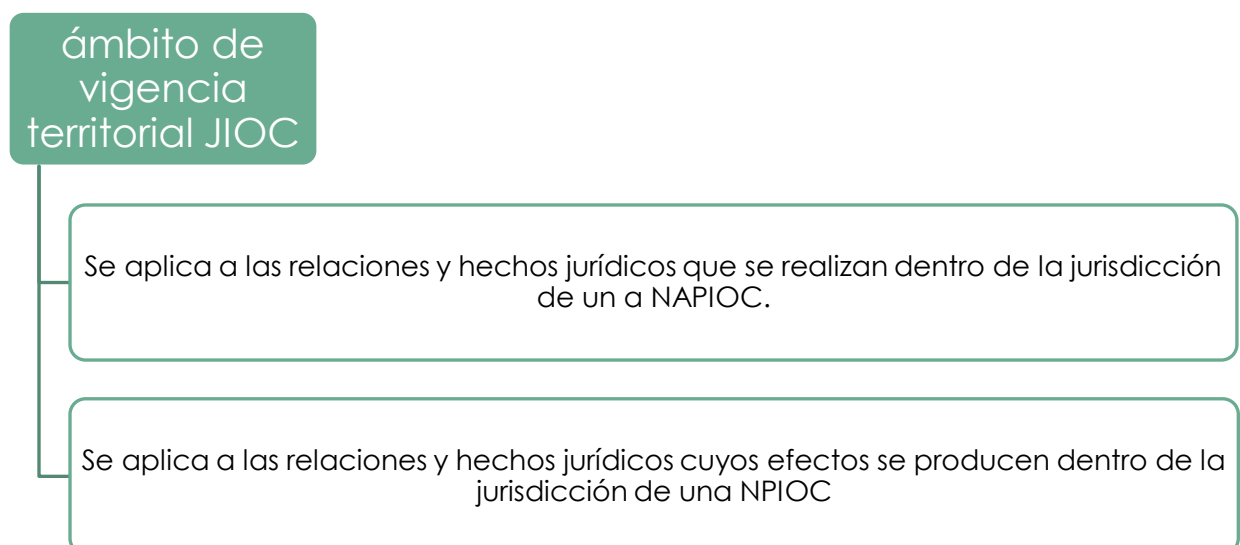 ámbito de
vigencia
territorial JIOC
Se aplica a las relaciones y hechos jurídicos que se realizan dentro de la jurisdicción
de un a NAPIOC.
Se aplica a las relaciones y hechos jurídicos cuyos efectos se producen dentro de la
jurisdicción de una NPIOC